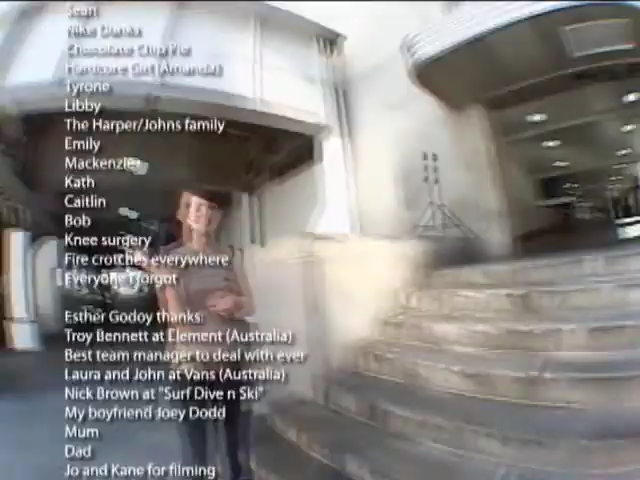 Sean
Nike Dunks
Chocolate Chip Pie
Hardcore Girl (Amanda)
Tyrone
Libby
The Harper/Johns family
Emily
Mackenzie
Kath
Caitlin
Bob
Knee surgery
Fire crotches everywhere
Everyone I forgot
Esther Godoy thanks:
Troy Bennett at Element (Australia)
Best team manager to deal with ever
Laura and John at Vans (Australia)
Nick Brown at "Surf Dive n Ski"
My boyfriend Joey Dodd
Mum
Dad
Jo and Kane for filming